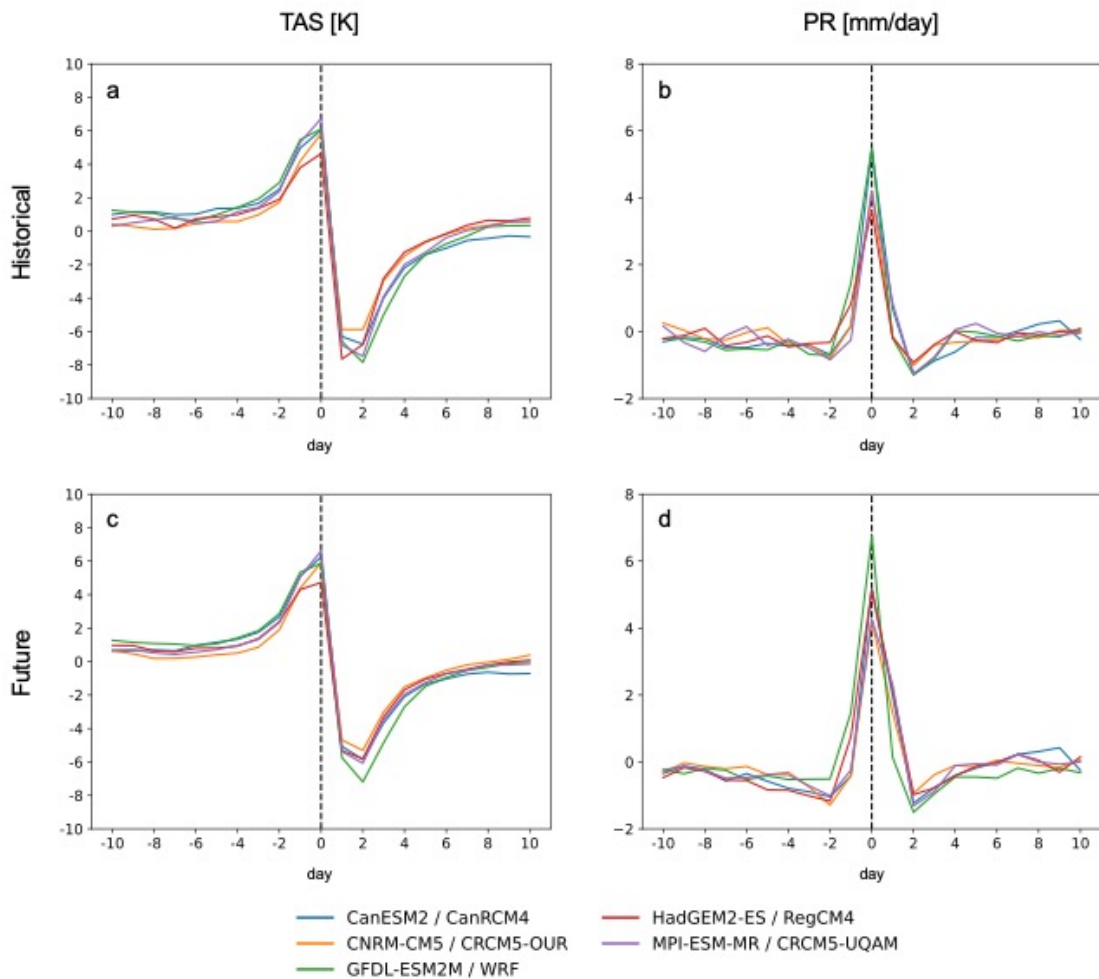 TAS [K]
PR [mm/day]
Historical
a
10
8
6
4
2
0
-2
-4
-6
-8
-10
-10 -8 -6 -4 -2 0 2 4 6 8 10
day
b
8
6
4
2
0
−2
-10 -8 -6 -4 -2 0 2 4 6 8 10
day
Future
c
10
8
6
4
2
0
-2
-4
-6
-8
-10
-10 -8 -6 -4 -2 0 2 4 6 8 10
day
d
8
6
4
2
0
−2
-10 -8 -6 -4 -2 0 2 4 6 8 10
day
CanESM2 / CanRCM4
CNRM-CM5 / CRCM5-OUR
GFDL-ESM2M / WRF
HadGEM2-ES / RegCM4
MPI-ESM-MR / CRCM5-UQAM